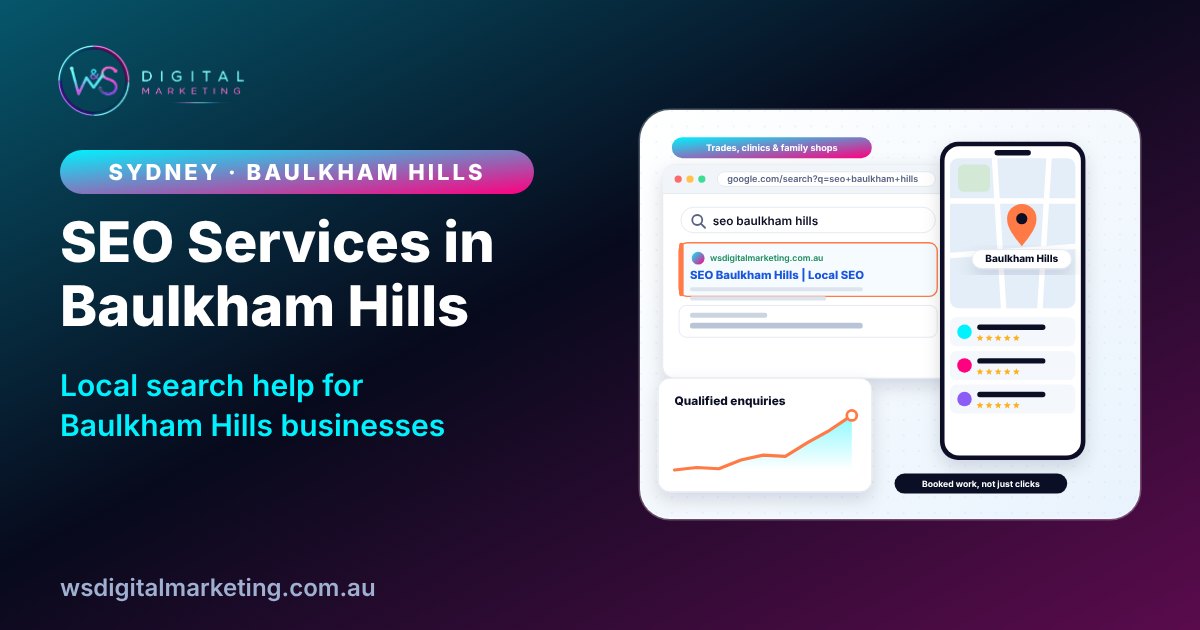 W&S DIGITAL
MARKETING
SYDNEY · BAULKHAM HILLS
SEO Services in
Baulkham Hills
Local search help for
Baulkham Hills businesses
wsdigitalmarketing.com.au
Trades, clinics & family shops
google.com/search?q=seo+baulkham+hills
seo baulkham hills
wsdigitalmarketing.com.au
SEO Baulkham Hills | Local SEO
Qualified enquiries
Baulkham Hills
Booked work, not just clicks